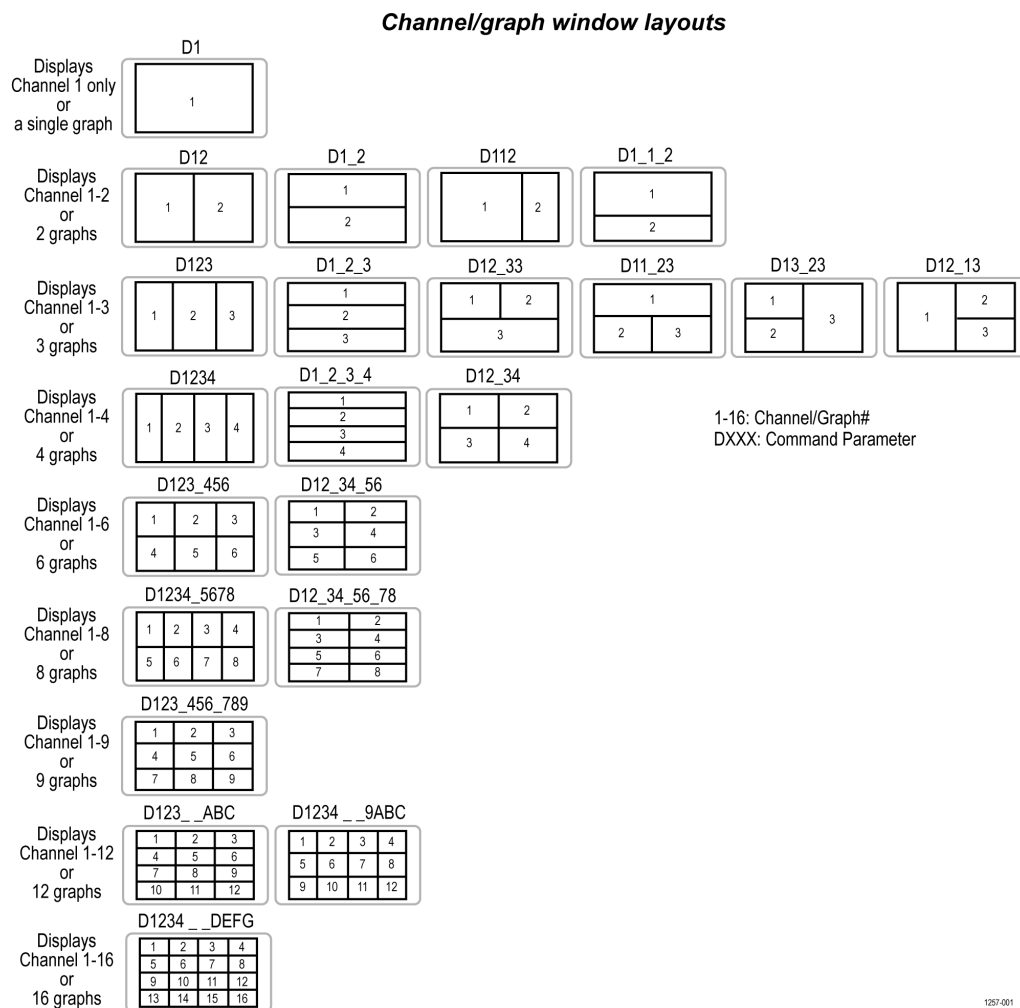 Channel/graph window layouts
D1
Displays
Channel 1 only
or
a single graph
1
D12 D1_2 D112 D1_1_2
Displays
Channel 1-2
or
2 graphs
1 2
1
2
1 2
1
2
D123 D1_2_3 D12_33 D11_23 D13_23 D12_13
Displays
Channel 1-3
or
3 graphs
1 2 3
1
2
3
1 2
3
1
2 3
1
2
3
1
2
3
D1234 D1_2_3_4 D12_34
Displays
Channel 1-4
or
4 graphs
1 2 3 4
1
2
3
4
1 2
3 4
1-16: Channel/Graph#
DXXX: Command Parameter
D123_456 D12_34_56
Displays
Channel 1-6
or
6 graphs
1 2 3
4 5 6
1 2
3 4
5 6
D1234_5678 D12_34_56_78
Displays
Channel 1-8
or
8 graphs
1 2 3 4
5 6 7 8
1 2
3 4
5 6
7 8
D123_456_789
Displays
Channel 1-9
or
9 graphs
1 2 3
4 5 6
7 8 9
D123_ _ABC D1234 _ _9ABC
Displays
Channel 1-12
or
12 graphs
1 2 3
4 5 6
7 8 9
10 11 12
1 2 3 4
5 6 7 8
9 10 11 12
D1234 _ _DEFG
Displays
Channel 1-16
or
16 graphs
1 2 3 4
5 6 7 8
9 10 11 12
13 14 15 16
1257-001